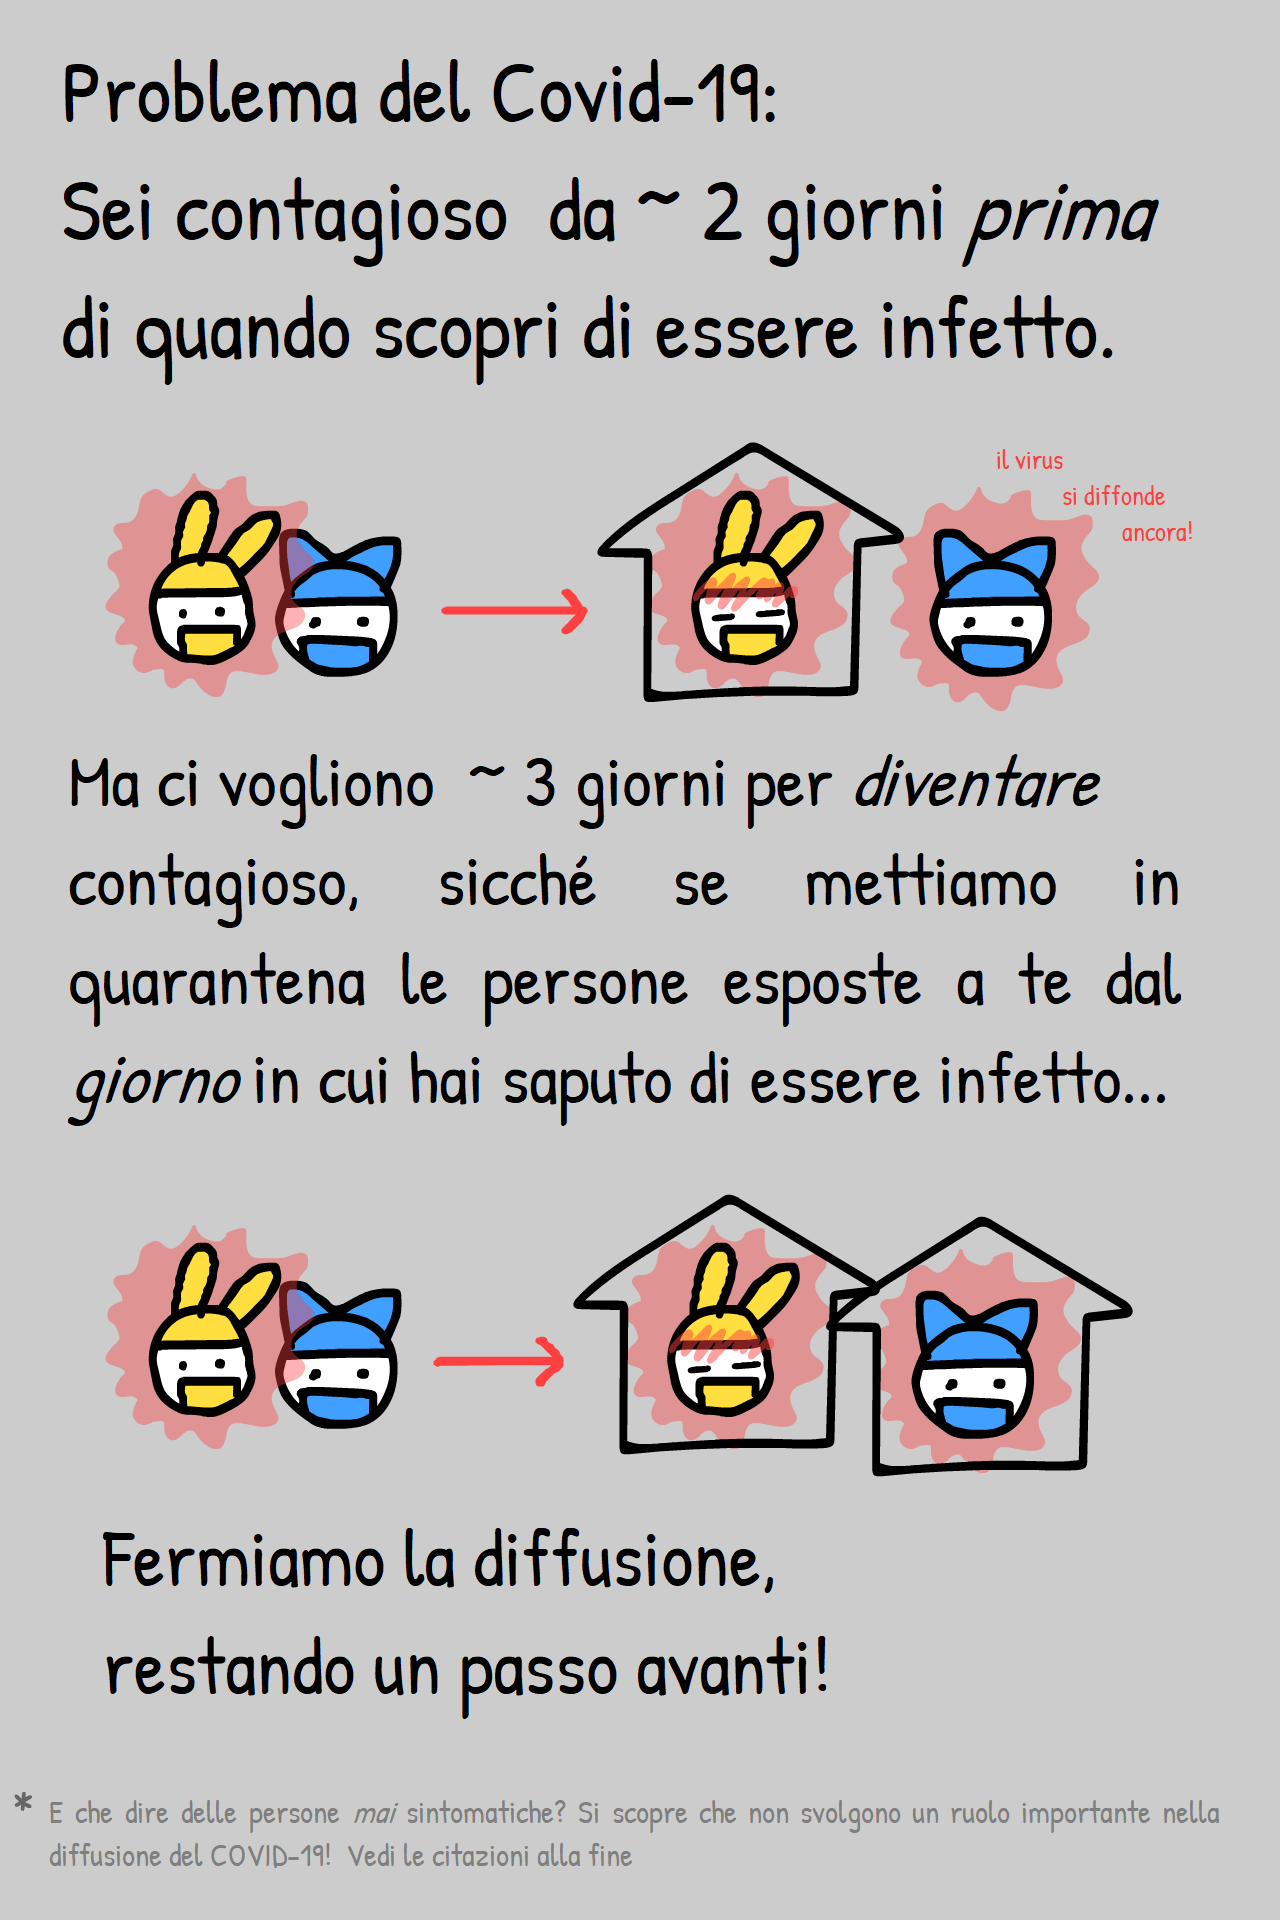 Problema del Covid-19:
Sei contagioso da ~ 2 giorni prima
di quando scopri di essere infetto.
il virus
si diffonde
ancora!
Ma ci vogliono ~ 3 giorni per diventare
contagioso, sicché se mettiamo in
quarantena le persone esposte a te dal
giorno in cui hai saputo di essere infetto...
Fermiamo la diffusione,
restando un passo avanti!
* E che dire delle persone mai sintomatiche? Si scopre che non svolgono un ruolo importante nella
diffusione del COVID-19! Vedi le citazioni alla fine